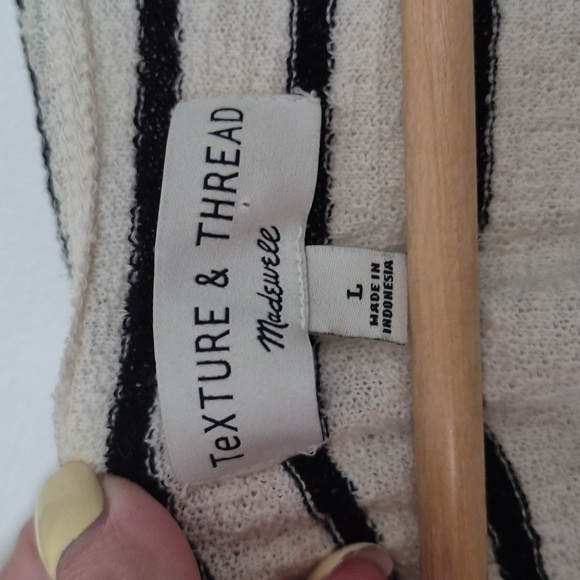 TeXTURE & THREAD
Madewell
L
MADE IN
INDONESIA